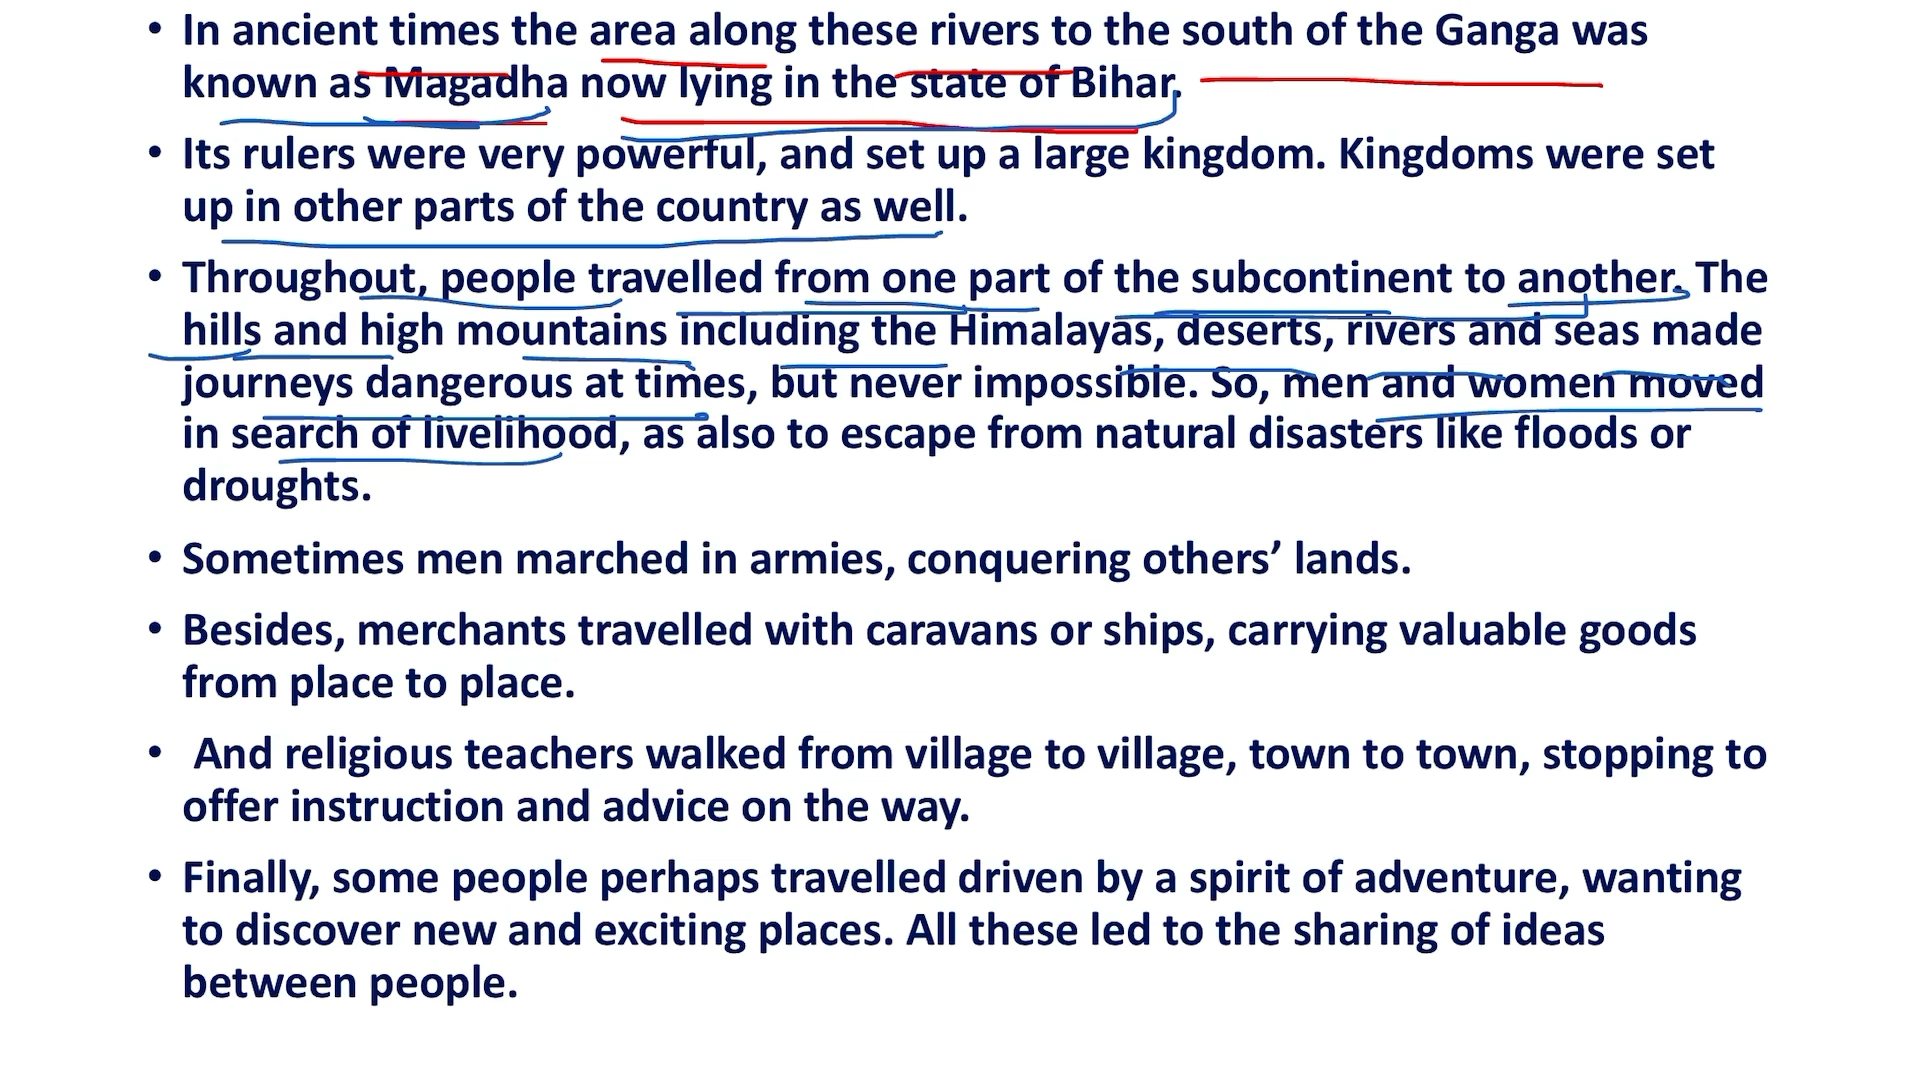 • In ancient times the area along these rivers to the south of the Ganga was
known as Magadha now lying in the state of Bihar.
• Its rulers were very powerful, and set up a large kingdom. Kingdoms were set
up in other parts of the country as well.
• Throughout, people travelled from one part of the subcontinent to another. The
hills and high mountains including the Himalayas, deserts, rivers and seas made
journeys dangerous at times, but never impossible. So, men and women moved
in search of livelihood, as also to escape from natural disasters like floods or
droughts.
• Sometimes men marched in armies, conquering others’ lands.
• Besides, merchants travelled with caravans or ships, carrying valuable goods
from place to place.
• And religious teachers walked from village to village, town to town, stopping to
offer instruction and advice on the way.
• Finally, some people perhaps travelled driven by a spirit of adventure, wanting
to discover new and exciting places. All these led to the sharing of ideas
between people.